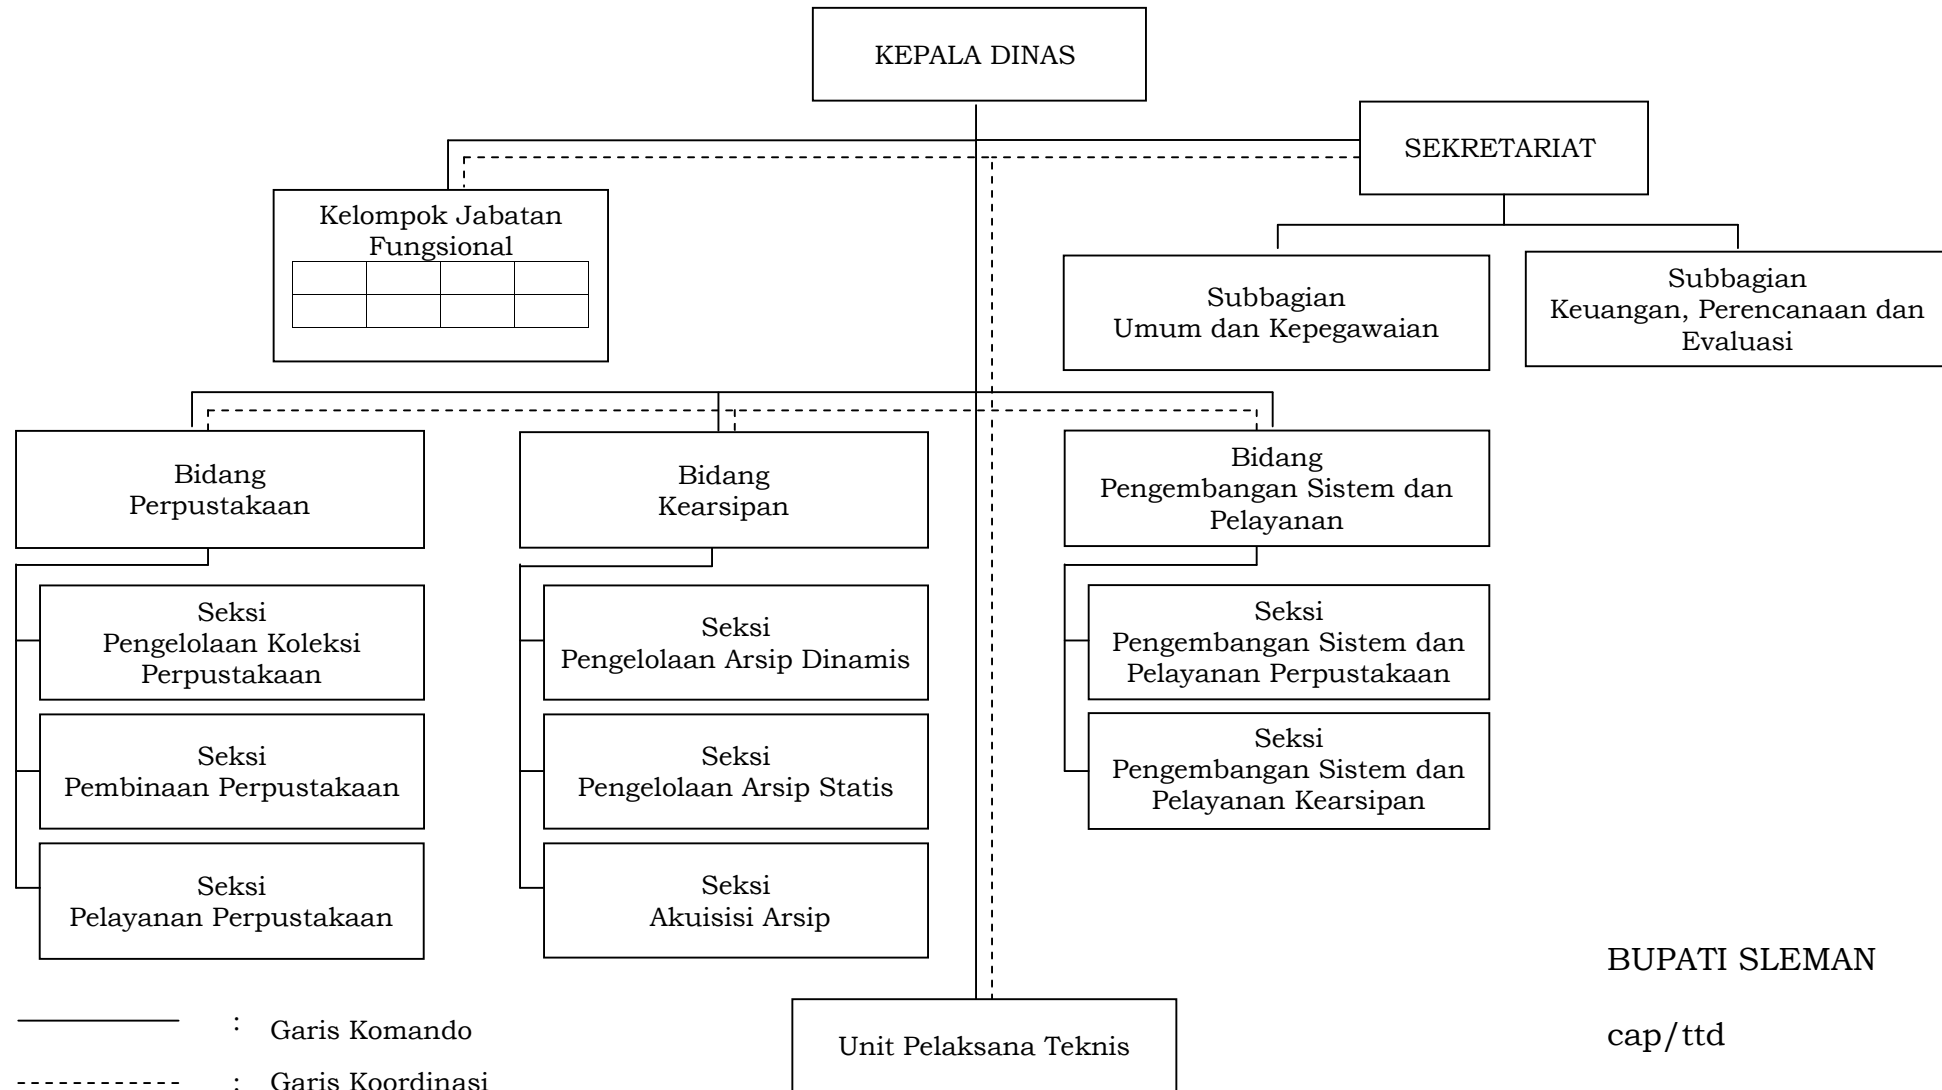 KEPALA DINAS
SEKRETARIAT
Kelompok Jabatan
Fungsional
Subbagian
Umum dan Kepegawaian
Subbagian
Keuangan, Perencanaan dan
Evaluasi
Bidang
Perpustakaan
Bidang
Kearsipan
Bidang
Pengembangan Sistem dan
Pelayanan
Seksi
Pengelolaan Koleksi
Perpustakaan
Seksi
Pengelolaan Arsip Dinamis
Seksi
Pengembangan Sistem dan
Pelayanan Perpustakaan
Seksi
Pembinaan Perpustakaan
Seksi
Pengelolaan Arsip Statis
Seksi
Pengembangan Sistem dan
Pelayanan Kearsipan
Seksi
Pelayanan Perpustakaan
Seksi
Akuisisi Arsip
BUPATI SLEMAN
cap/ttd
Unit Pelaksana Teknis
: Garis Komando
: Garis Koordinasi